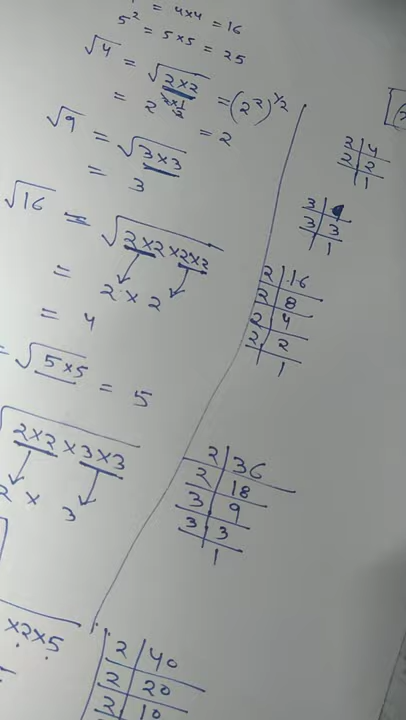 = 4×4 = 16
5² = 5×5 = 25
√4 = √2×2 = (2²)^1/2
= 2^2×1/2 = 2
√9 = √3×3
= 3
√16 = √2×2×2×2
=
2 × 2
= 4
= √5×5 = 5
√2×2×3×3
2 × 3
×2×5
2 | 4
2 | 2
1
3 |
3 | 3
1
2 | 16
2 | 8
2 | 4
2 | 2
1
2 | 36
2 | 18
3 | 9
3 | 3
1
2 | 40
2 | 20
2 | 10